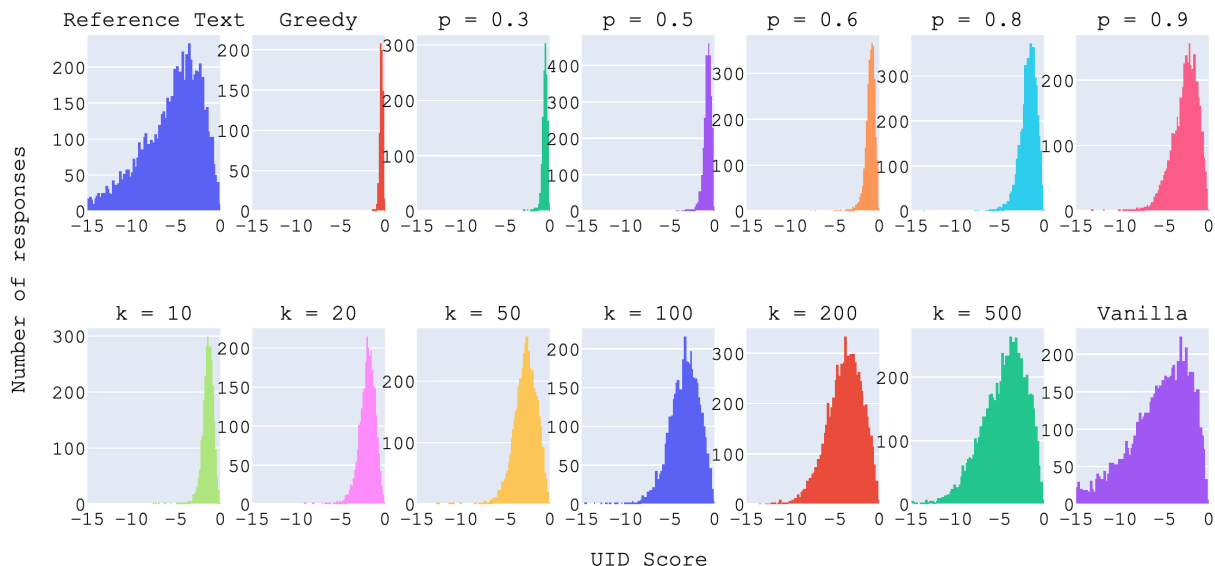 Reference Text Greedy p = 0.3 p = 0.5 p = 0.6 p = 0.8 p = 0.9
200 150 100 50 0
200 150 100 50 0
300 200 100 0
400 300 200 100 0
300 200 100 0
300 200 100 0
200 100 0
−15 −10 −5 0 −15 −10 −5 0 −15 −10 −5 0 −15 −10 −5 0 −15 −10 −5 0 −15 −10 −5 0 −15 −10 −5 0
Number of responses
k = 10 k = 20 k = 50 k = 100 k = 200 k = 500 Vanilla
300 200 100 0
200 150 100 50 0
200 100 0
200 150 100 50 0
300 200 100 0
200 100 0
200 150 100 50 0
−15 −10 −5 0 −15 −10 −5 0 −15 −10 −5 0 −15 −10 −5 0 −15 −10 −5 0 −15 −10 −5 0 −15 −10 −5 0
UID Score